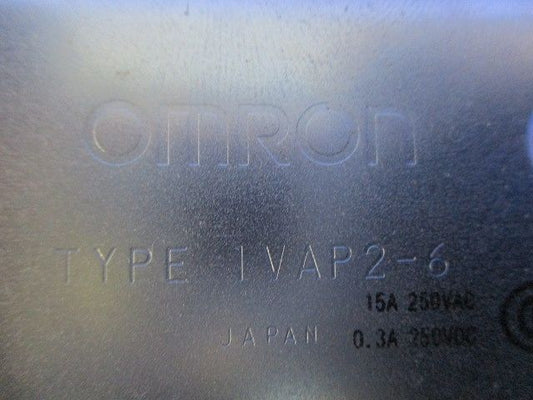 OMRON
TYPE 1VAP2-6
15A 250VAC
JAPAN 0.3A 250VDC